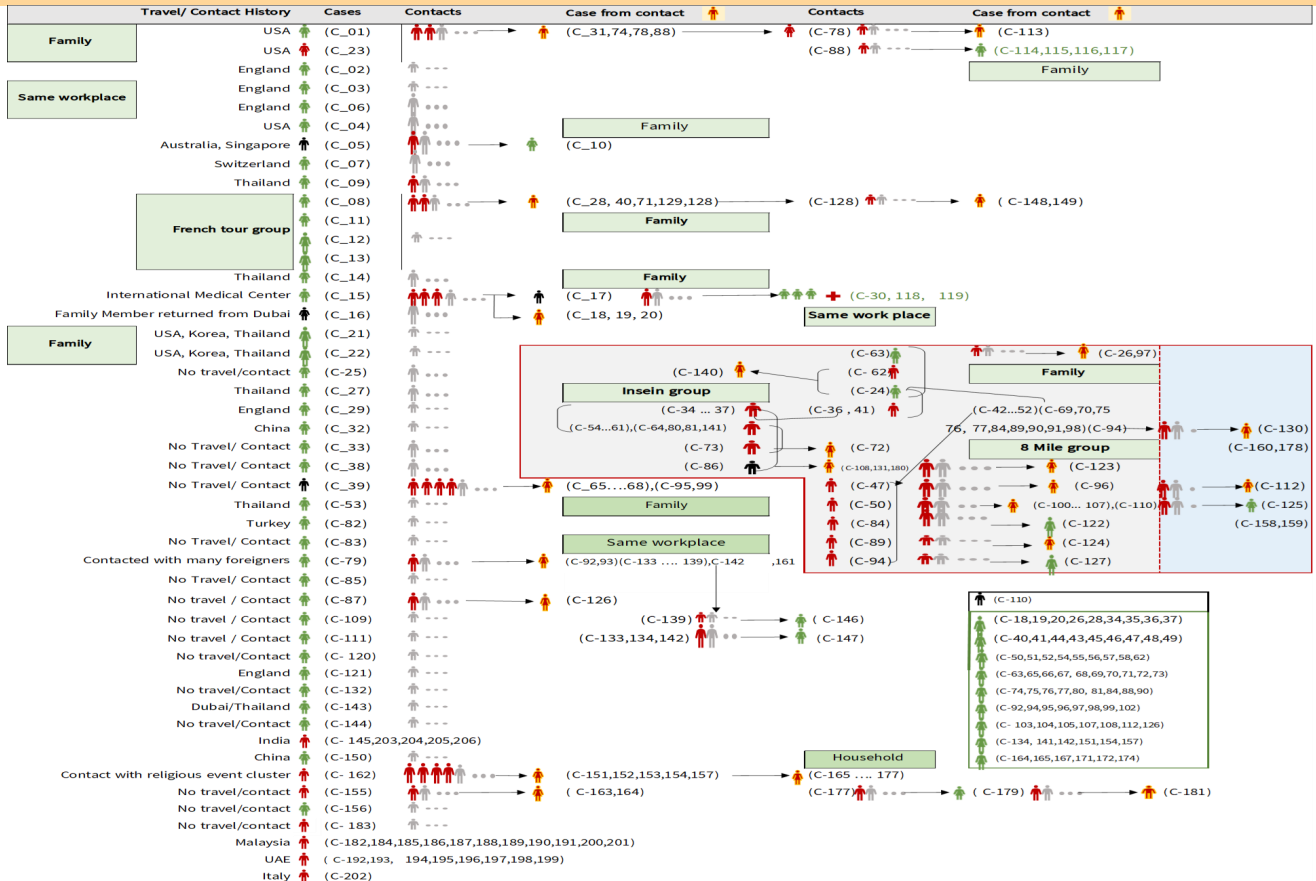 Travel/ Contact History Cases Contacts Case from contact Contacts Case from contact
Family
USA (C_01) (C_31,74,78,88) (C-78) (C-113)
USA (C_23) (C-88) (C-114,115,116,117)
England (C_02) Family
Same workplace
England (C_03)
England (C_06)
USA (C_04) Family
Australia, Singapore (C_05) (C_10)
Switzerland (C_07)
Thailand (C_09)
French tour group
(C_08) (C_28, 40,71,129,128) (C-128) ( C-148,149)
(C_11) Family
(C_12)
(C_13)
Thailand (C_14) Family
International Medical Center (C_15) (C_17) (C-30, 118, 119)
Family Member returned from Dubai (C_16) (C_18, 19, 20) Same work place
Family
USA, Korea, Thailand (C_21)
USA, Korea, Thailand (C_22) (C-63) (C-26,97)
No travel/contact (C-25) (C-140) (C- 62) Family
Thailand (C_27) Insein group (C-24)
England (C_29) (C-34 ... 37) (C-36 , 41) (C-42...52)(C-69,70,75
China (C_32) (C-54...61),(C-64,80,81,141) 76, 77,84,89,90,91,98)(C-94) (C-130)
No Travel/ Contact (C_33) (C-73) (C-72) 8 Mile group (C-160,178)
No Travel/ Contact (C_38) (C-86) (C-108,131,180) (C-123)
No Travel/ Contact (C_39) (C_65....68),(C-95,99) (C-47) (C-96) (C-112)
Thailand (C-53) Family (C-50) (C-100... 107),(C-110) (C-125)
Turkey (C-82) (C-84) (C-122) (C-158,159)
No Travel/ Contact (C-83) Same workplace (C-89) (C-124)
Contacted with many foreigners (C-79) (C-92,93)(C-133 .... 139),C-142 ,161 (C-94) (C-127)
No Travel/ Contact (C-85)
No travel / Contact (C-87) (C-126) (C-110)
No travel / Contact (C-109) (C-139) ( C-146) (C-18,19,20,26,28,34,35,36,37)
No travel / Contact (C-111) (C-133,134,142) (C-147) (C-40,41,44,43,45,46,47,48,49)
No travel/Contact (C- 120) (C-50,51,52,54,55,56,57,58,62)
England (C-121) (C-63,65,66,67, 68,69,70,71,72,73)
No travel/Contact (C-132) (C-74,75,76,77,80, 81,84,88,90)
Dubai/Thailand (C-143) (C-92,94,95,96,97,98,99,102)
No travel/Contact (C-144) (C- 103,104,105,107,108,112,126)
India (C- 145,203,204,205,206) (C-134, 141,142,151,154,157)
China (C-150) Household (C-164,165,167,171,172,174)
Contact with religious event cluster (C- 162) (C-151,152,153,154,157) (C-165 .... 177)
No travel/contact (C-155) ( C-163,164) (C-177) ( C-179) (C-181)
No travel/contact (C-156)
No travel/contact (C- 183)
Malaysia (C-182,184,185,186,187,188,189,190,191,200,201)
UAE ( C-192,193, 194,195,196,197,198,199)
Italy (C-202)